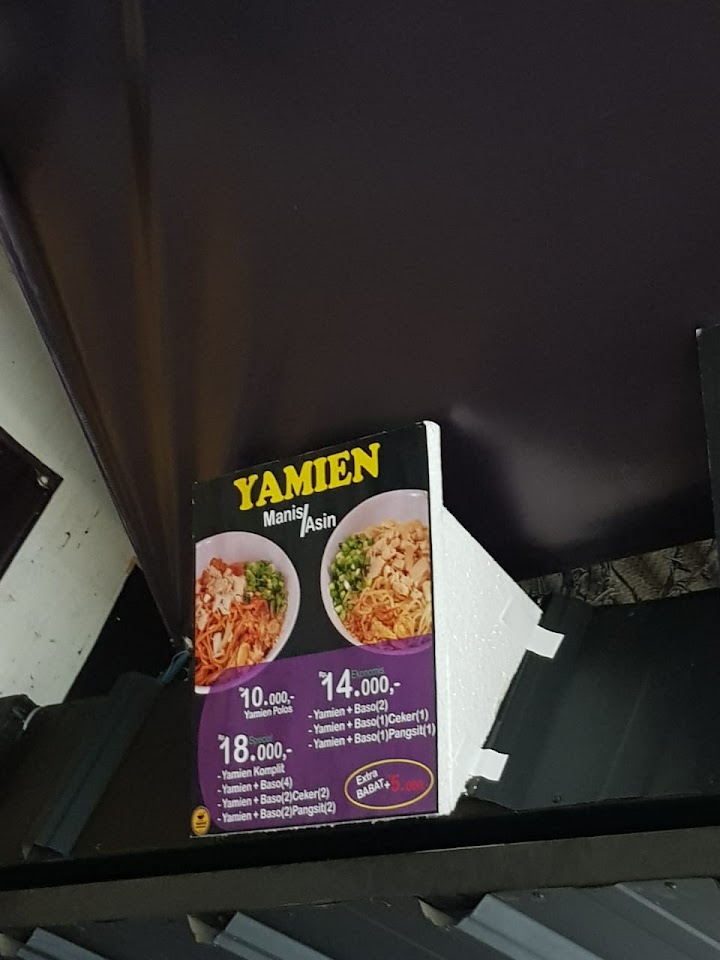 YAMIEN
Manis/Asin
Rp10.000,-
Yamien Polos
Ekonomis
Rp14.000,-
- Yamien + Baso(2)
- Yamien + Baso(1)Ceker(1)
- Yamien + Baso(1)Pangsit(1)
Special
Rp18.000,-
- Yamien Komplit
- Yamien + Baso(4)
- Yamien + Baso(2)Ceker(2)
- Yamien + Baso(2)Pangsit(2)
Extra
BABAT+5.000,-